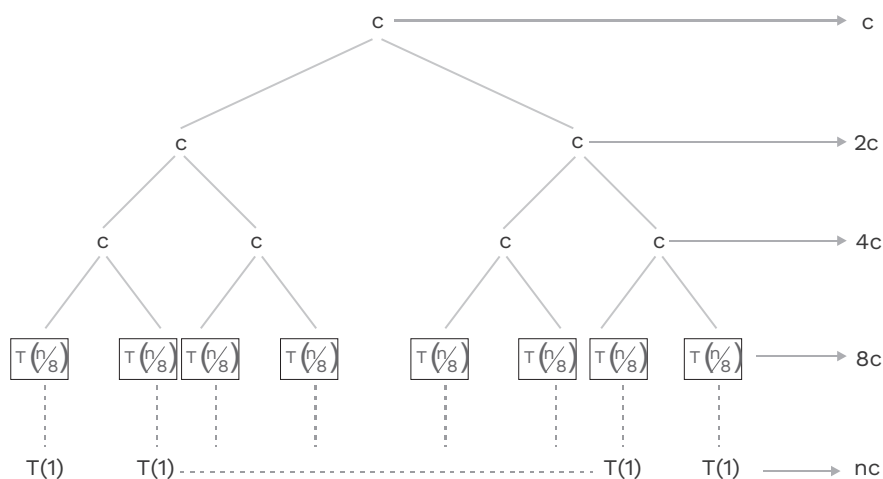 c c
c c 2c
c c c c 4c
T(n/8) T(n/8) T(n/8) T(n/8) T(n/8) T(n/8) T(n/8) T(n/8) 8c
T(1) T(1) T(1) T(1) nc